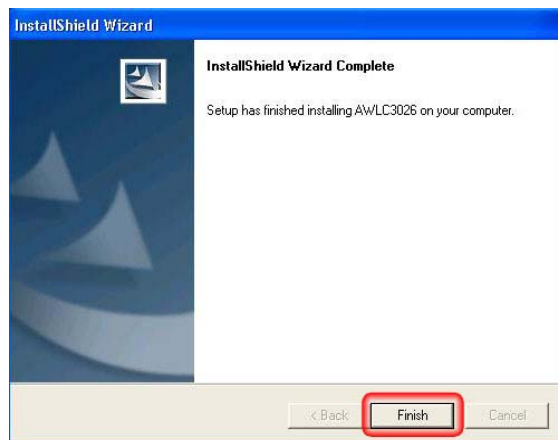 InstallShield Wizard
InstallShield Wizard Complete
Setup has finished installing AWLC3026 on your computer.
< Back
Finish
Cancel